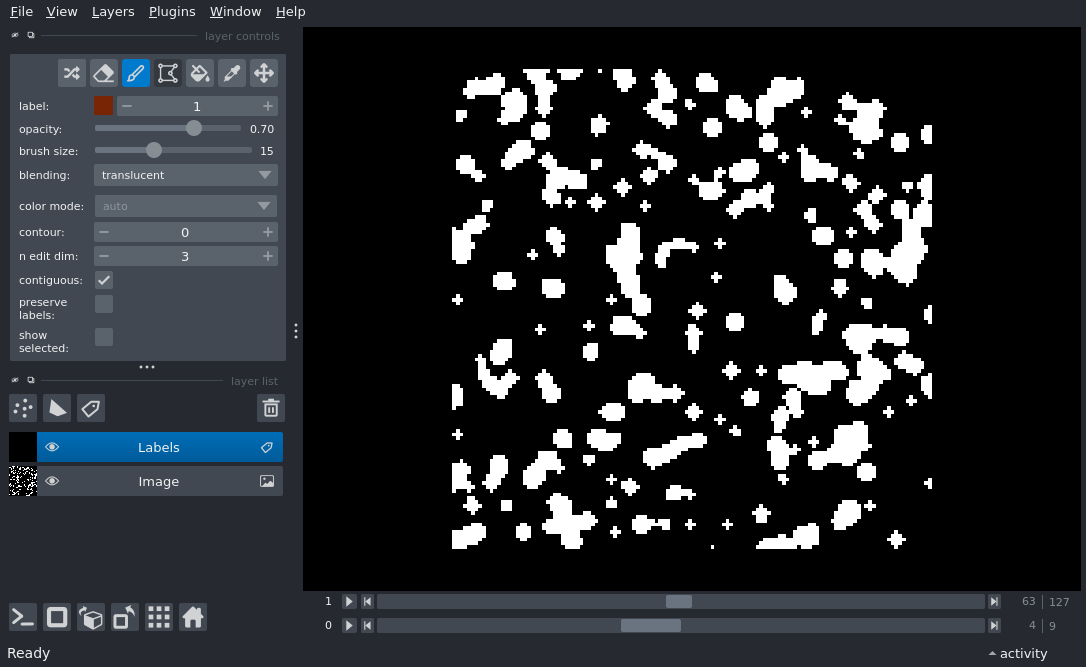 File View Layers Plugins Window Help
layer controls
label: 1
opacity: 0.70
brush size: 15
blending: translucent
color mode: auto
contour: 0
n edit dim: 3
contiguous:
preserve
labels:
show
selected:
layer list
Labels
Image
1 63 127
0 4 9
Ready activity